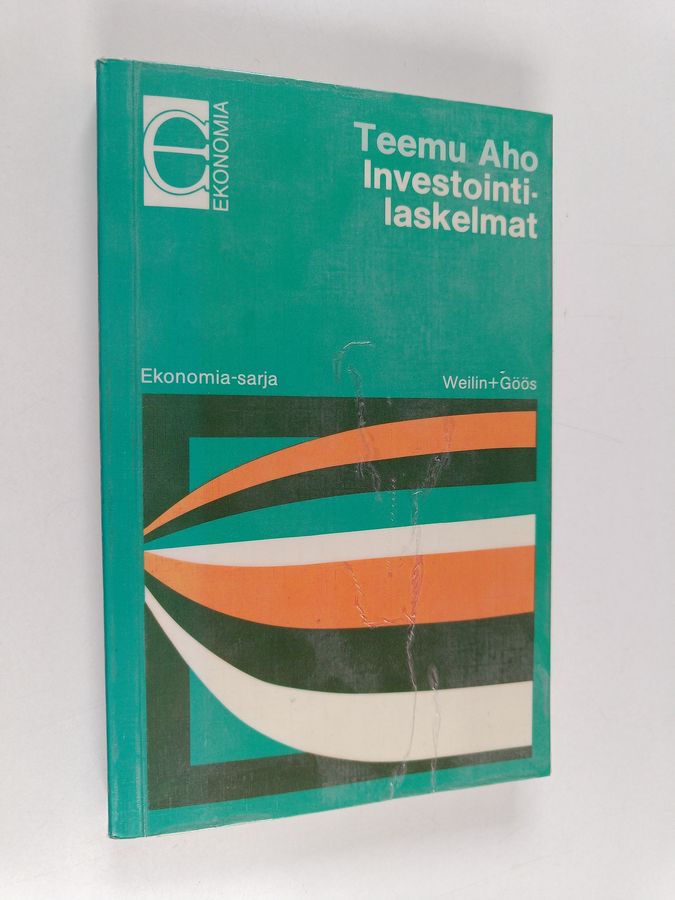 EKONOMIA
Teemu Aho
Investointi-
laskelmat
Ekonomia-sarja
Weilin+Göös